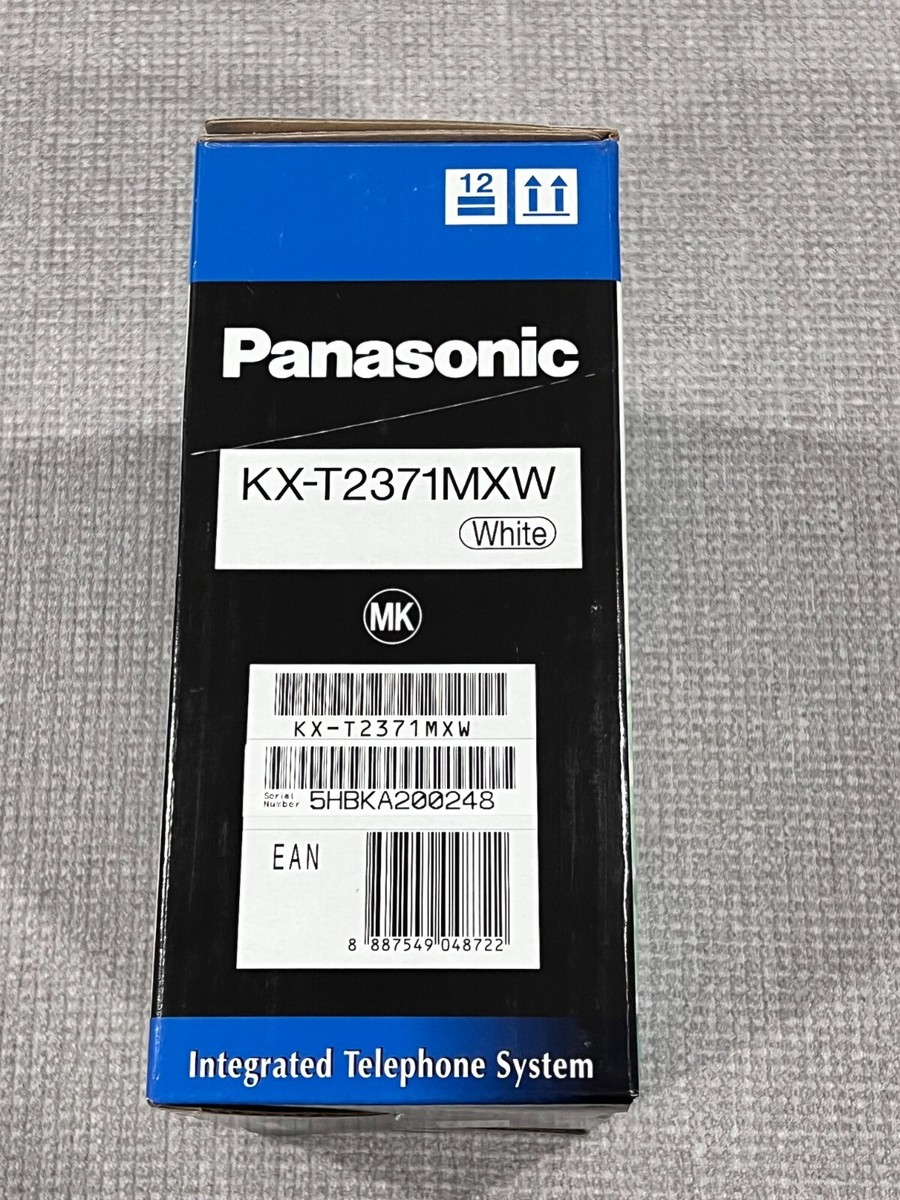 12
Panasonic
KX-T2371MXW
White
MK
KX-T2371MXW
Serial
Number 5HBKA200248
EAN
8 887549 048722
Integrated Telephone System